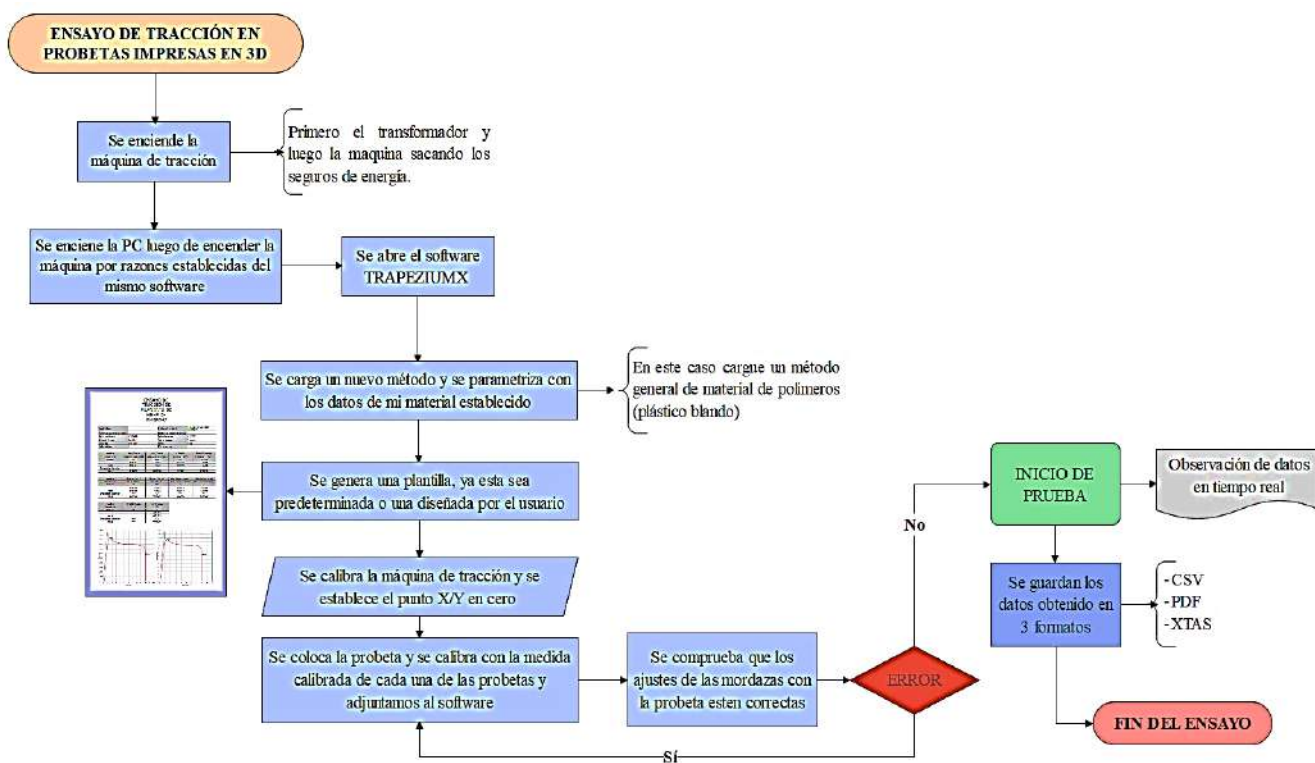 ENSAYO DE TRACCIÓN EN
PROBETAS IMPRESAS EN 3D
Se enciende la
máquina de tracción
Primero el transformador y
luego la maquina sacando los
seguros de energía.
Se enciene la PC luego de encender la
máquina por razones establecidas del
mismo software
Se abre el software
TRAPEZIUMX
Se carga un nuevo método y se parametriza con
los datos de mi material establecido
En este caso cargue un método
general de material de polimeros
(plástico blando)
Se genera una plantilla, ya esta sea
predeterminada o una diseñada por el usuario
Se calibra la máquina de tracción y se
establece el punto X/Y en cero
Se coloca la probeta y se calibra con la medida
calibrada de cada una de las probetas y
adjuntamos al software
Se comprueba que los
ajustes de las mordazas con
la probeta esten correctas
ERROR
No
Sí
INICIO DE
PRUEBA
Observación de datos
en tiempo real
Se guardan los
datos obtenido en
3 formatos
-CSV
-PDF
-XTAS
FIN DEL ENSAYO